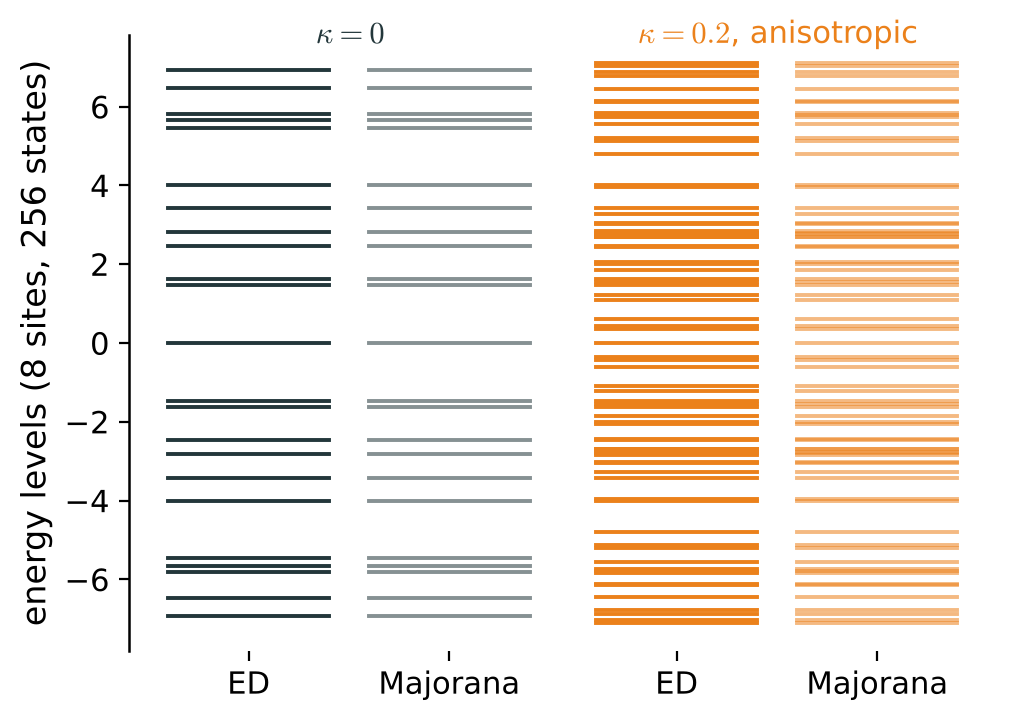 κ = 0
κ = 0.2, anisotropic
energy levels (8 sites, 256 states)
6
4
2
0
−2
−4
−6
ED
Majorana
ED
Majorana